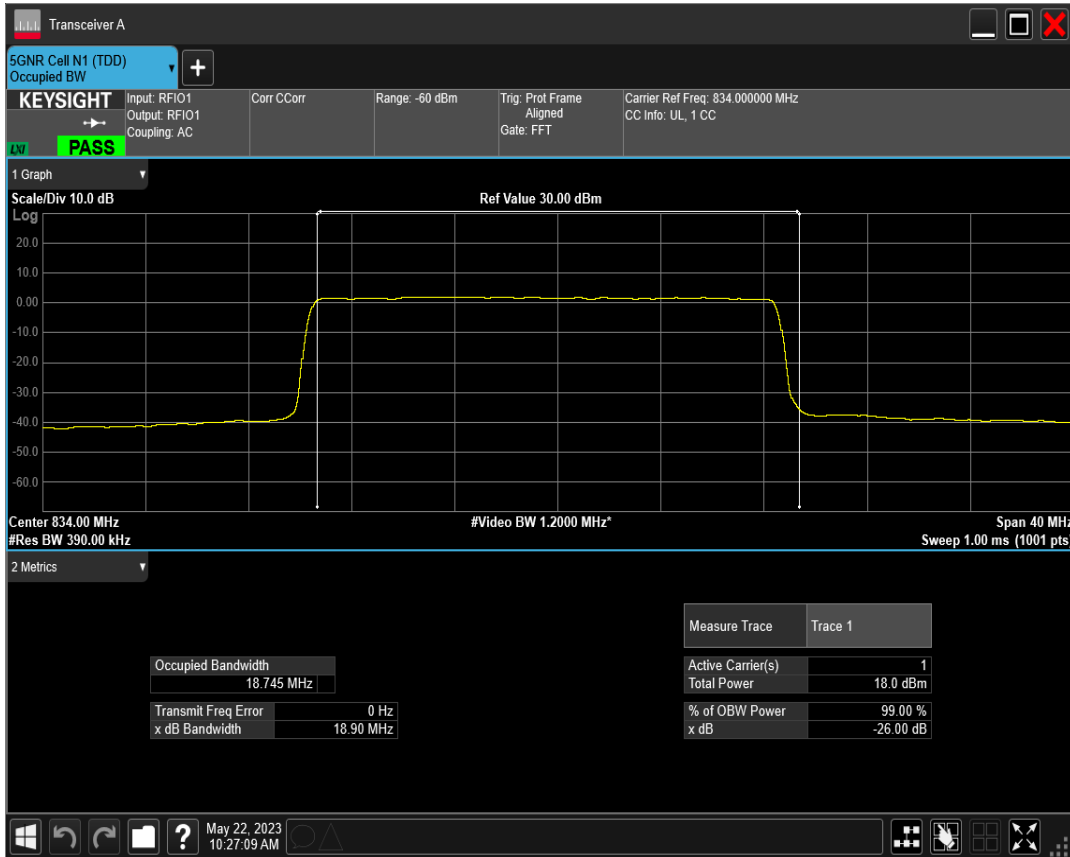 Transceiver A
5GNR Cell N1 (TDD)
Occupied BW
+
KEYSIGHT
LXI
PASS
Input: RFIO1
Output: RFIO1
Coupling: AC
Corr CCorr
Range: -60 dBm
Trig: Prot Frame
Aligned
Gate: FFT
Carrier Ref Freq: 834.000000 MHz
CC Info: UL, 1 CC
1 Graph
Scale/Div 10.0 dB
Ref Value 30.00 dBm
Log
20.0
10.0
0.00
-10.0
-20.0
-30.0
-40.0
-50.0
-60.0
Center 834.00 MHz
#Video BW 1.2000 MHz*
Span 40 MHz
#Res BW 390.00 kHz
Sweep 1.00 ms (1001 pts)
2 Metrics
Measure Trace Trace 1
Occupied Bandwidth
18.745 MHz
Active Carrier(s) 1
Total Power 18.0 dBm
Transmit Freq Error 0 Hz
x dB Bandwidth 18.90 MHz
% of OBW Power 99.00 %
x dB -26.00 dB
?
May 22, 2023
10:27:09 AM